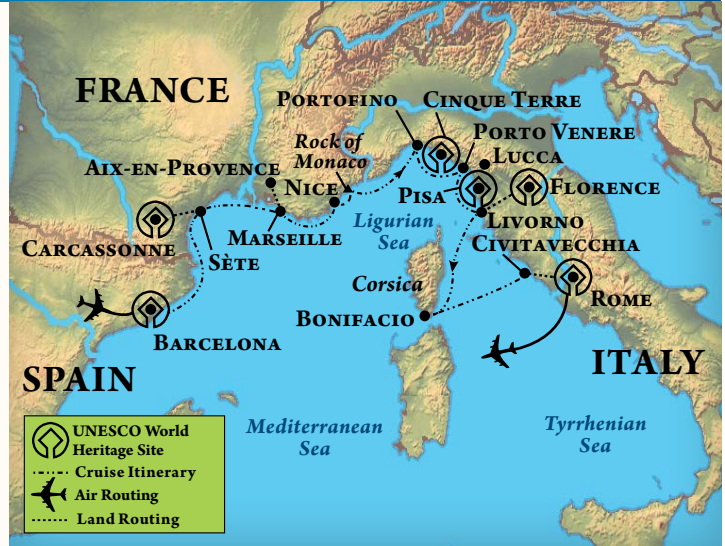 FRANCE
PORTOFINO
CINQUE TERRE
Rock of
Monaco
PORTO VENERE
LUCCA
AIX-EN-PROVENCE
NICE
PISA
FLORENCE
LIVORNO
Ligurian
Sea
CARCASSONNE
MARSEILLE
CIVITAVECCHIA
SÈTE
Corsica
ROME
BONIFACIO
BARCELONA
ITALY
SPAIN
Mediterranean
Sea
Tyrrhenian
Sea
UNESCO World
Heritage Site
Cruise Itinerary
Air Routing
Land Routing